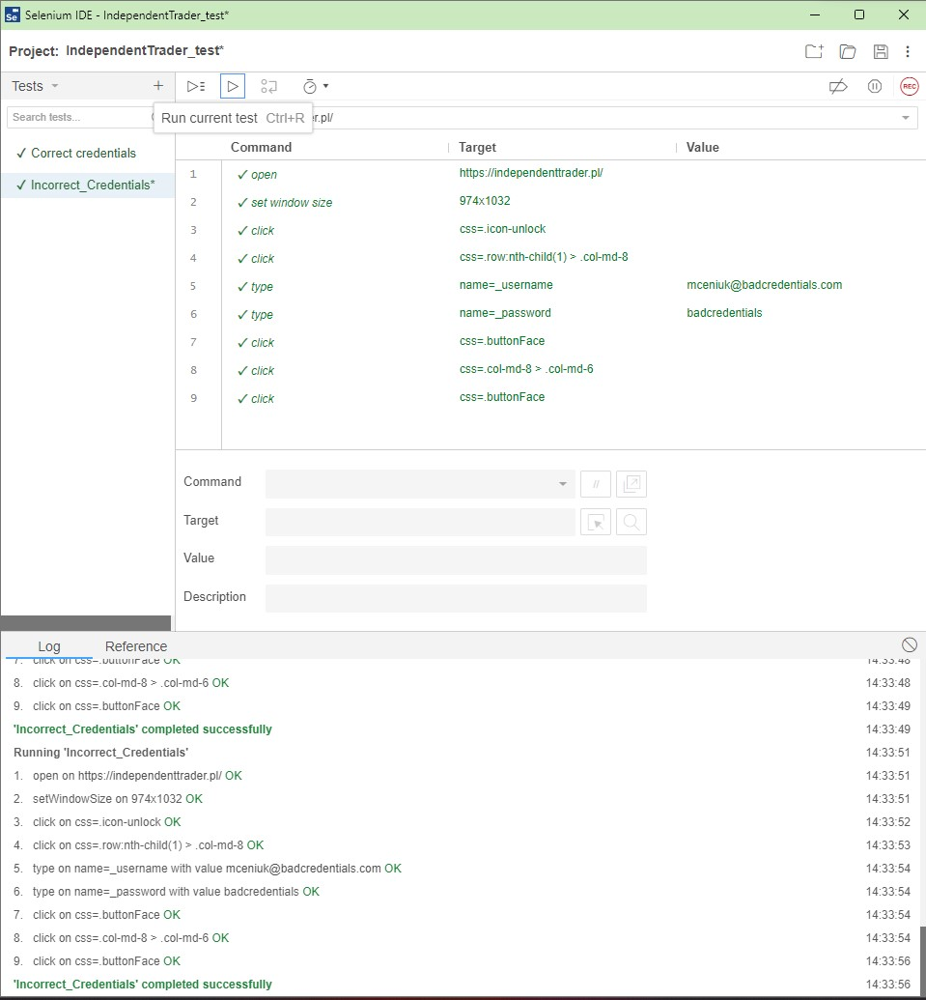 Selenium IDE - IndependentTrader_test*
Project: IndependentTrader_test*
Tests
Run current test Ctrl+R
Search tests...
r.pl/
REC
Command Target Value
Correct credentials
Incorrect_Credentials*
1 ✓ open https://independenttrader.pl/
2 ✓ set window size 974x1032
3 ✓ click css=.icon-unlock
4 ✓ click css=.row:nth-child(1) > .col-md-8
5 ✓ type name=_username mceniuk@badcredentials.com
6 ✓ type name=_password badcredentials
7 ✓ click css=.buttonFace
8 ✓ click css=.col-md-8 > .col-md-6
9 ✓ click css=.buttonFace
Command //
Target
Value
Description
Log Reference
7. click on css=.buttonFace OK 14:33:48
8. click on css=.col-md-8 > .col-md-6 OK 14:33:48
9. click on css=.buttonFace OK 14:33:49
'Incorrect_Credentials' completed successfully 14:33:49
Running 'Incorrect_Credentials' 14:33:51
1. open on https://independenttrader.pl/ OK 14:33:51
2. setWindowSize on 974x1032 OK 14:33:51
3. click on css=.icon-unlock OK 14:33:52
4. click on css=.row:nth-child(1) > .col-md-8 OK 14:33:53
5. type on name=_username with value mceniuk@badcredentials.com OK 14:33:54
6. type on name=_password with value badcredentials OK 14:33:54
7. click on css=.buttonFace OK 14:33:54
8. click on css=.col-md-8 > .col-md-6 OK 14:33:54
9. click on css=.buttonFace OK 14:33:56
'Incorrect_Credentials' completed successfully 14:33:56